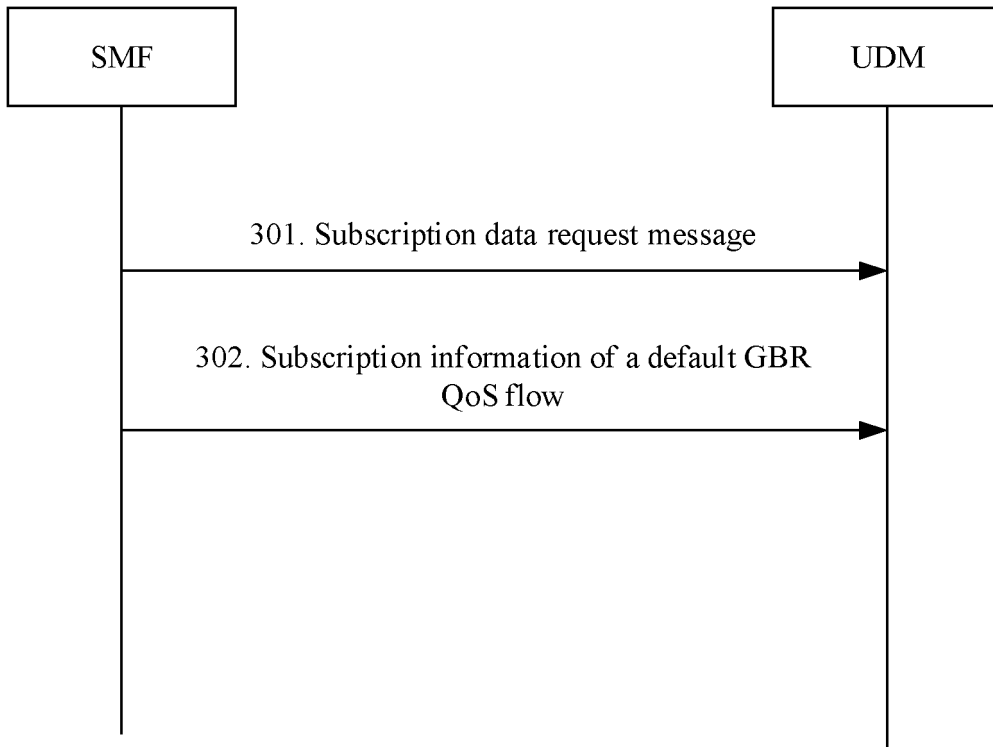 SMF
UDM
301. Subscription data request message
302. Subscription information of a default GBR
QoS flow